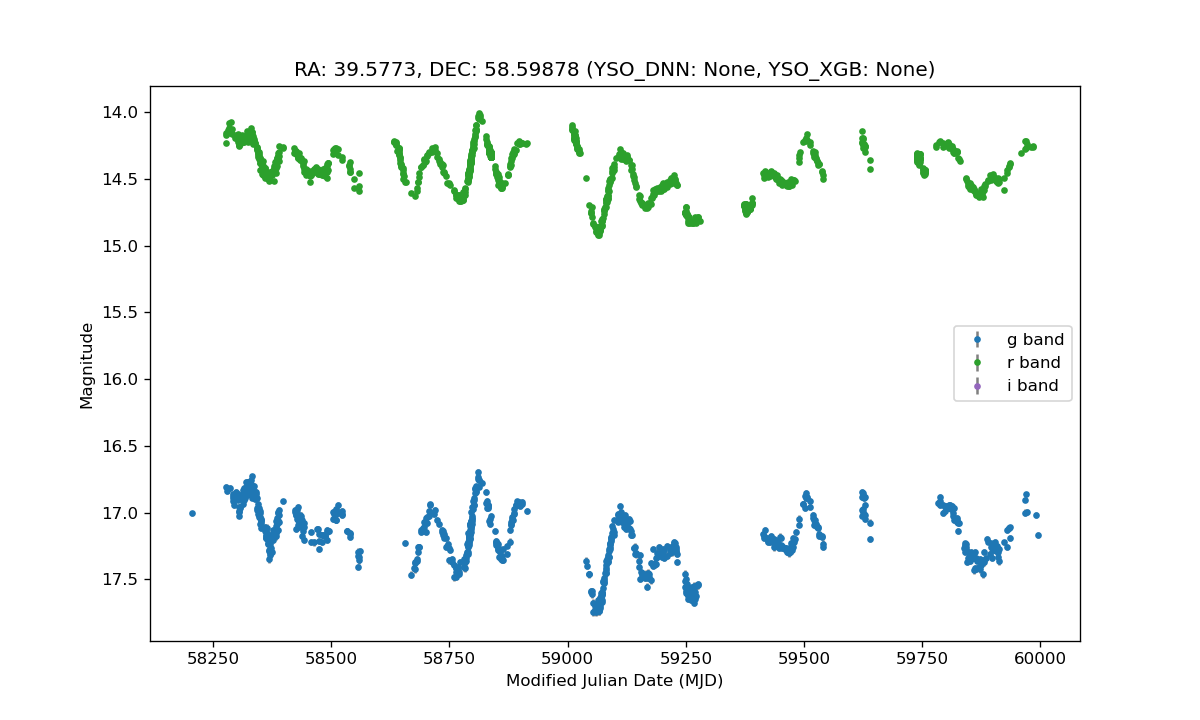 RA: 39.5773, DEC: 58.59878 (YSO_DNN: None, YSO_XGB: None)
14.0
14.5
15.0
15.5
16.0
16.5
17.0
17.5
Magnitude
g band
r band
i band
58250 58500 58750 59000 59250 59500 59750 60000
Modified Julian Date (MJD)